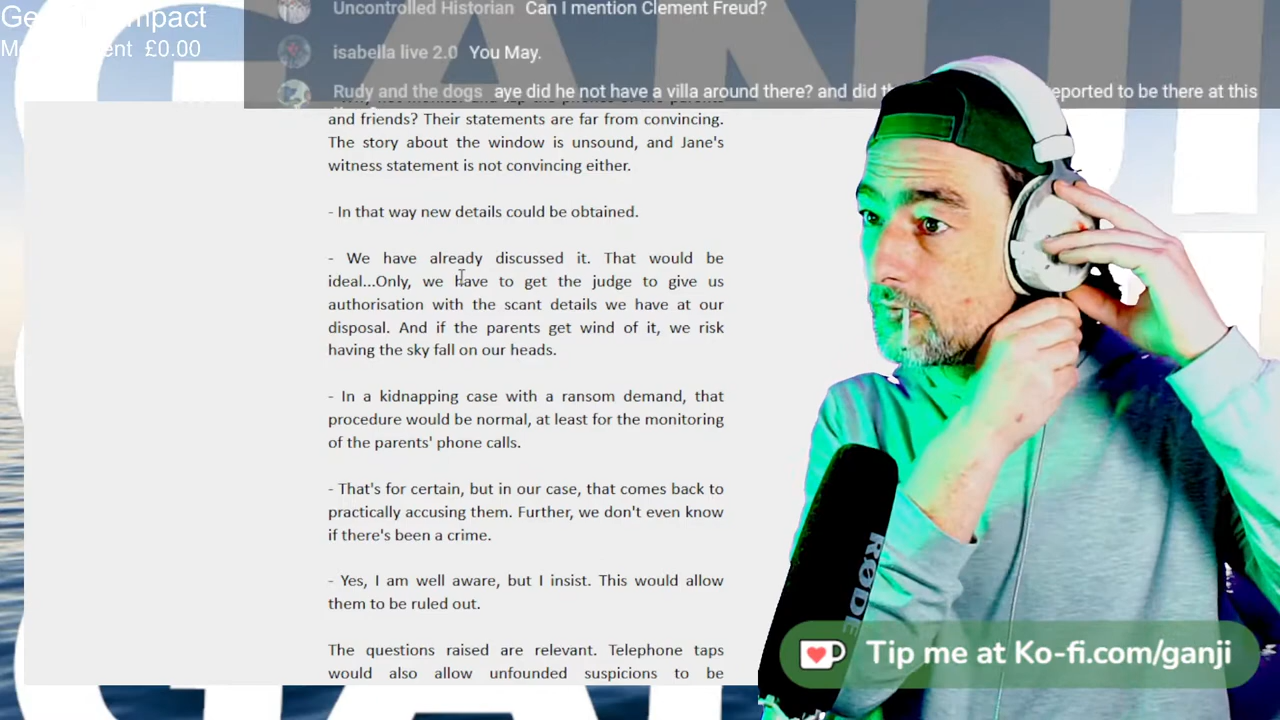 Uncontrolled Historian Can I mention Clement Freud?
Ge mpact
isabella live 2.0 You May.
M ent £0.00
Rudy and the dogs aye did he not have a villa around there? and did th eported to be there at this
and friends? Their statements are far from convincing.
The story about the window is unsound, and Jane's
witness statement is not convincing either.
- In that way new details could be obtained.
- We have already discussed it. That would be
ideal...Only, we have to get the judge to give us
authorisation with the scant details we have at our
disposal. And if the parents get wind of it, we risk
having the sky fall on our heads.
- In a kidnapping case with a ransom demand, that
procedure would be normal, at least for the monitoring
of the parents' phone calls.
- That's for certain, but in our case, that comes back to
practically accusing them. Further, we don't even know
if there's been a crime.
- Yes, I am well aware, but I insist. This would allow
them to be ruled out.
The questions raised are relevant. Telephone taps
would also allow unfounded suspicions to be
RØDE
Tip me at Ko-fi.com/ganji